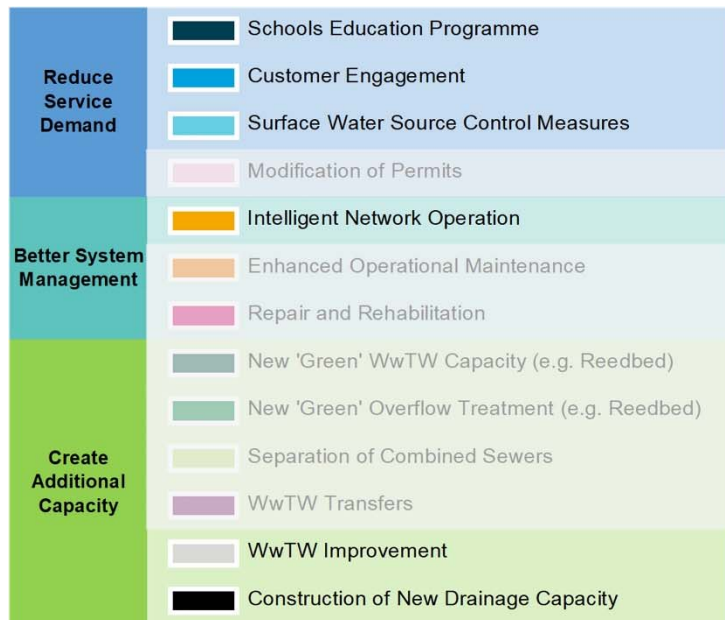 Reduce
Service
Demand
Schools Education Programme
Customer Engagement
Surface Water Source Control Measures
Modification of Permits
Better System
Management
Intelligent Network Operation
Enhanced Operational Maintenance
Repair and Rehabilitation
Create
Additional
Capacity
New 'Green' WwTW Capacity (e.g. Reedbed)
New 'Green' Overflow Treatment (e.g. Reedbed)
Separation of Combined Sewers
WwTW Transfers
WwTW Improvement
Construction of New Drainage Capacity